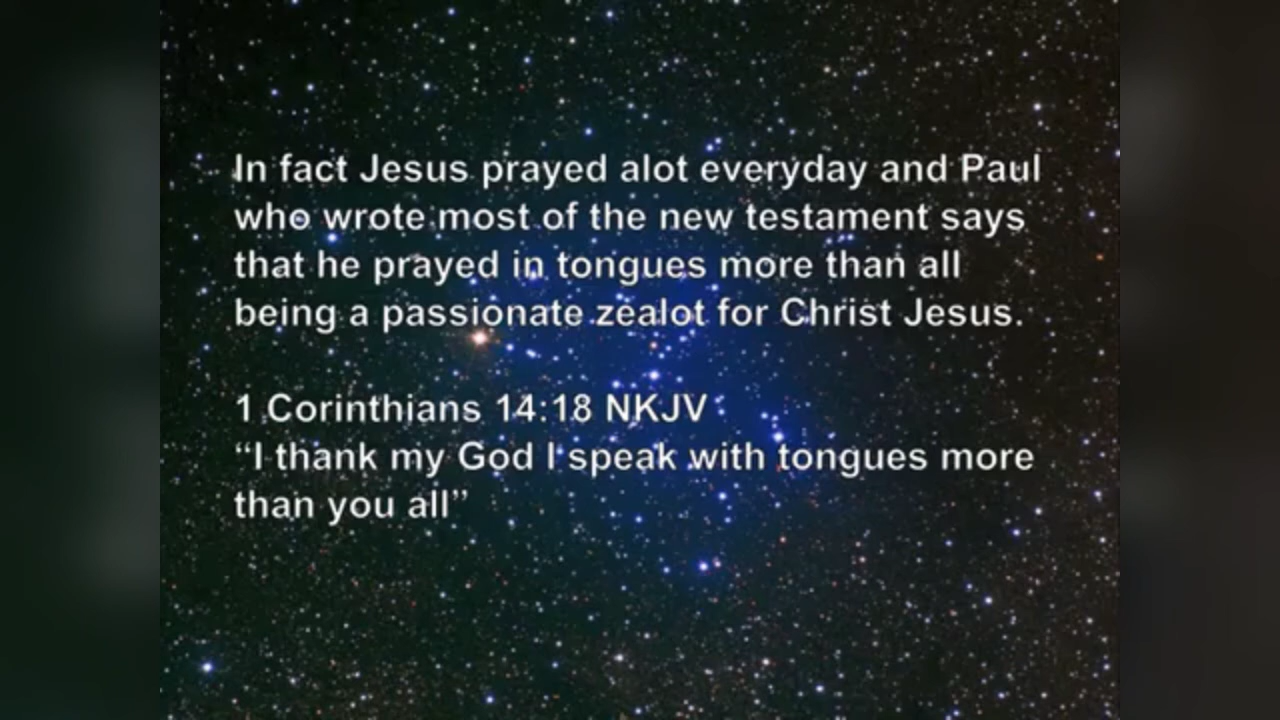 In fact Jesus prayed alot everyday and Paul
who wrote most of the new testament says
that he prayed in tongues more than all
being a passionate zealot for Christ Jesus.
1 Corinthians 14:18 NKJV
“I thank my God I speak with tongues more
than you all”